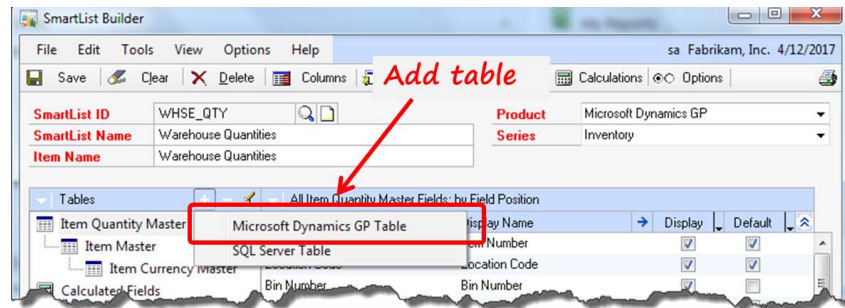 SmartList Builder
File Edit Tools View Options Help sa Fabrikam, Inc. 4/12/2017
Save Clear Delete Columns Add table Calculations Options
SmartList ID WHSE_QTY Product Microsoft Dynamics GP
SmartList Name Warehouse Quantities Series Inventory
Item Name Warehouse Quantities
Tables All Item Quantity Master Fields: by Field Position
Item Quantity Master Microsoft Dynamics GP Table Display Name Display Default
Item Master SQL Server Table Item Number
Item Currency Master Location Code Location Code
Calculated Fields Bin Number Bin Number